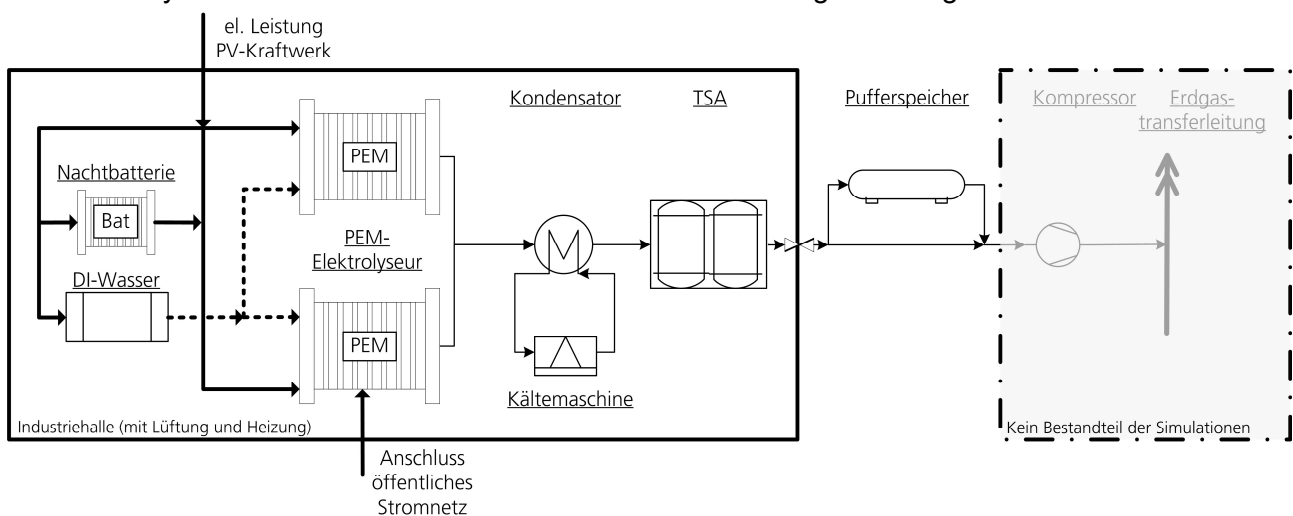 el. Leistung
PV-Kraftwerk
Kondensator
TSA
Pufferspeicher
Kompressor
Erdgas-
transferleitung
PEM
Nachtbatterie
Bat
PEM-
Elektrolyseur
DI-Wasser
PEM
Kältemaschine
Industriehalle (mit Lüftung und Heizung)
Kein Bestandteil der Simulationen
Anschluss
öffentliches
Stromnetz